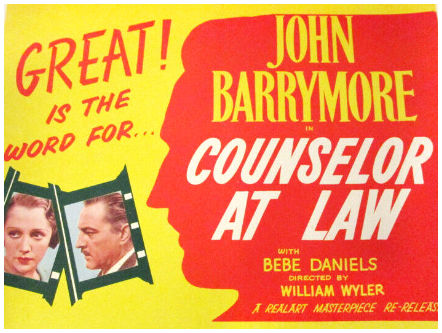 GREAT!
IS THE
WORD FOR...
JOHN
BARRYMORE
IN
COUNSELOR
AT LAW
WITH
BEBE DANIELS
DIRECTED BY
WILLIAM WYLER
A REALART MASTERPIECE RE-RELEASE